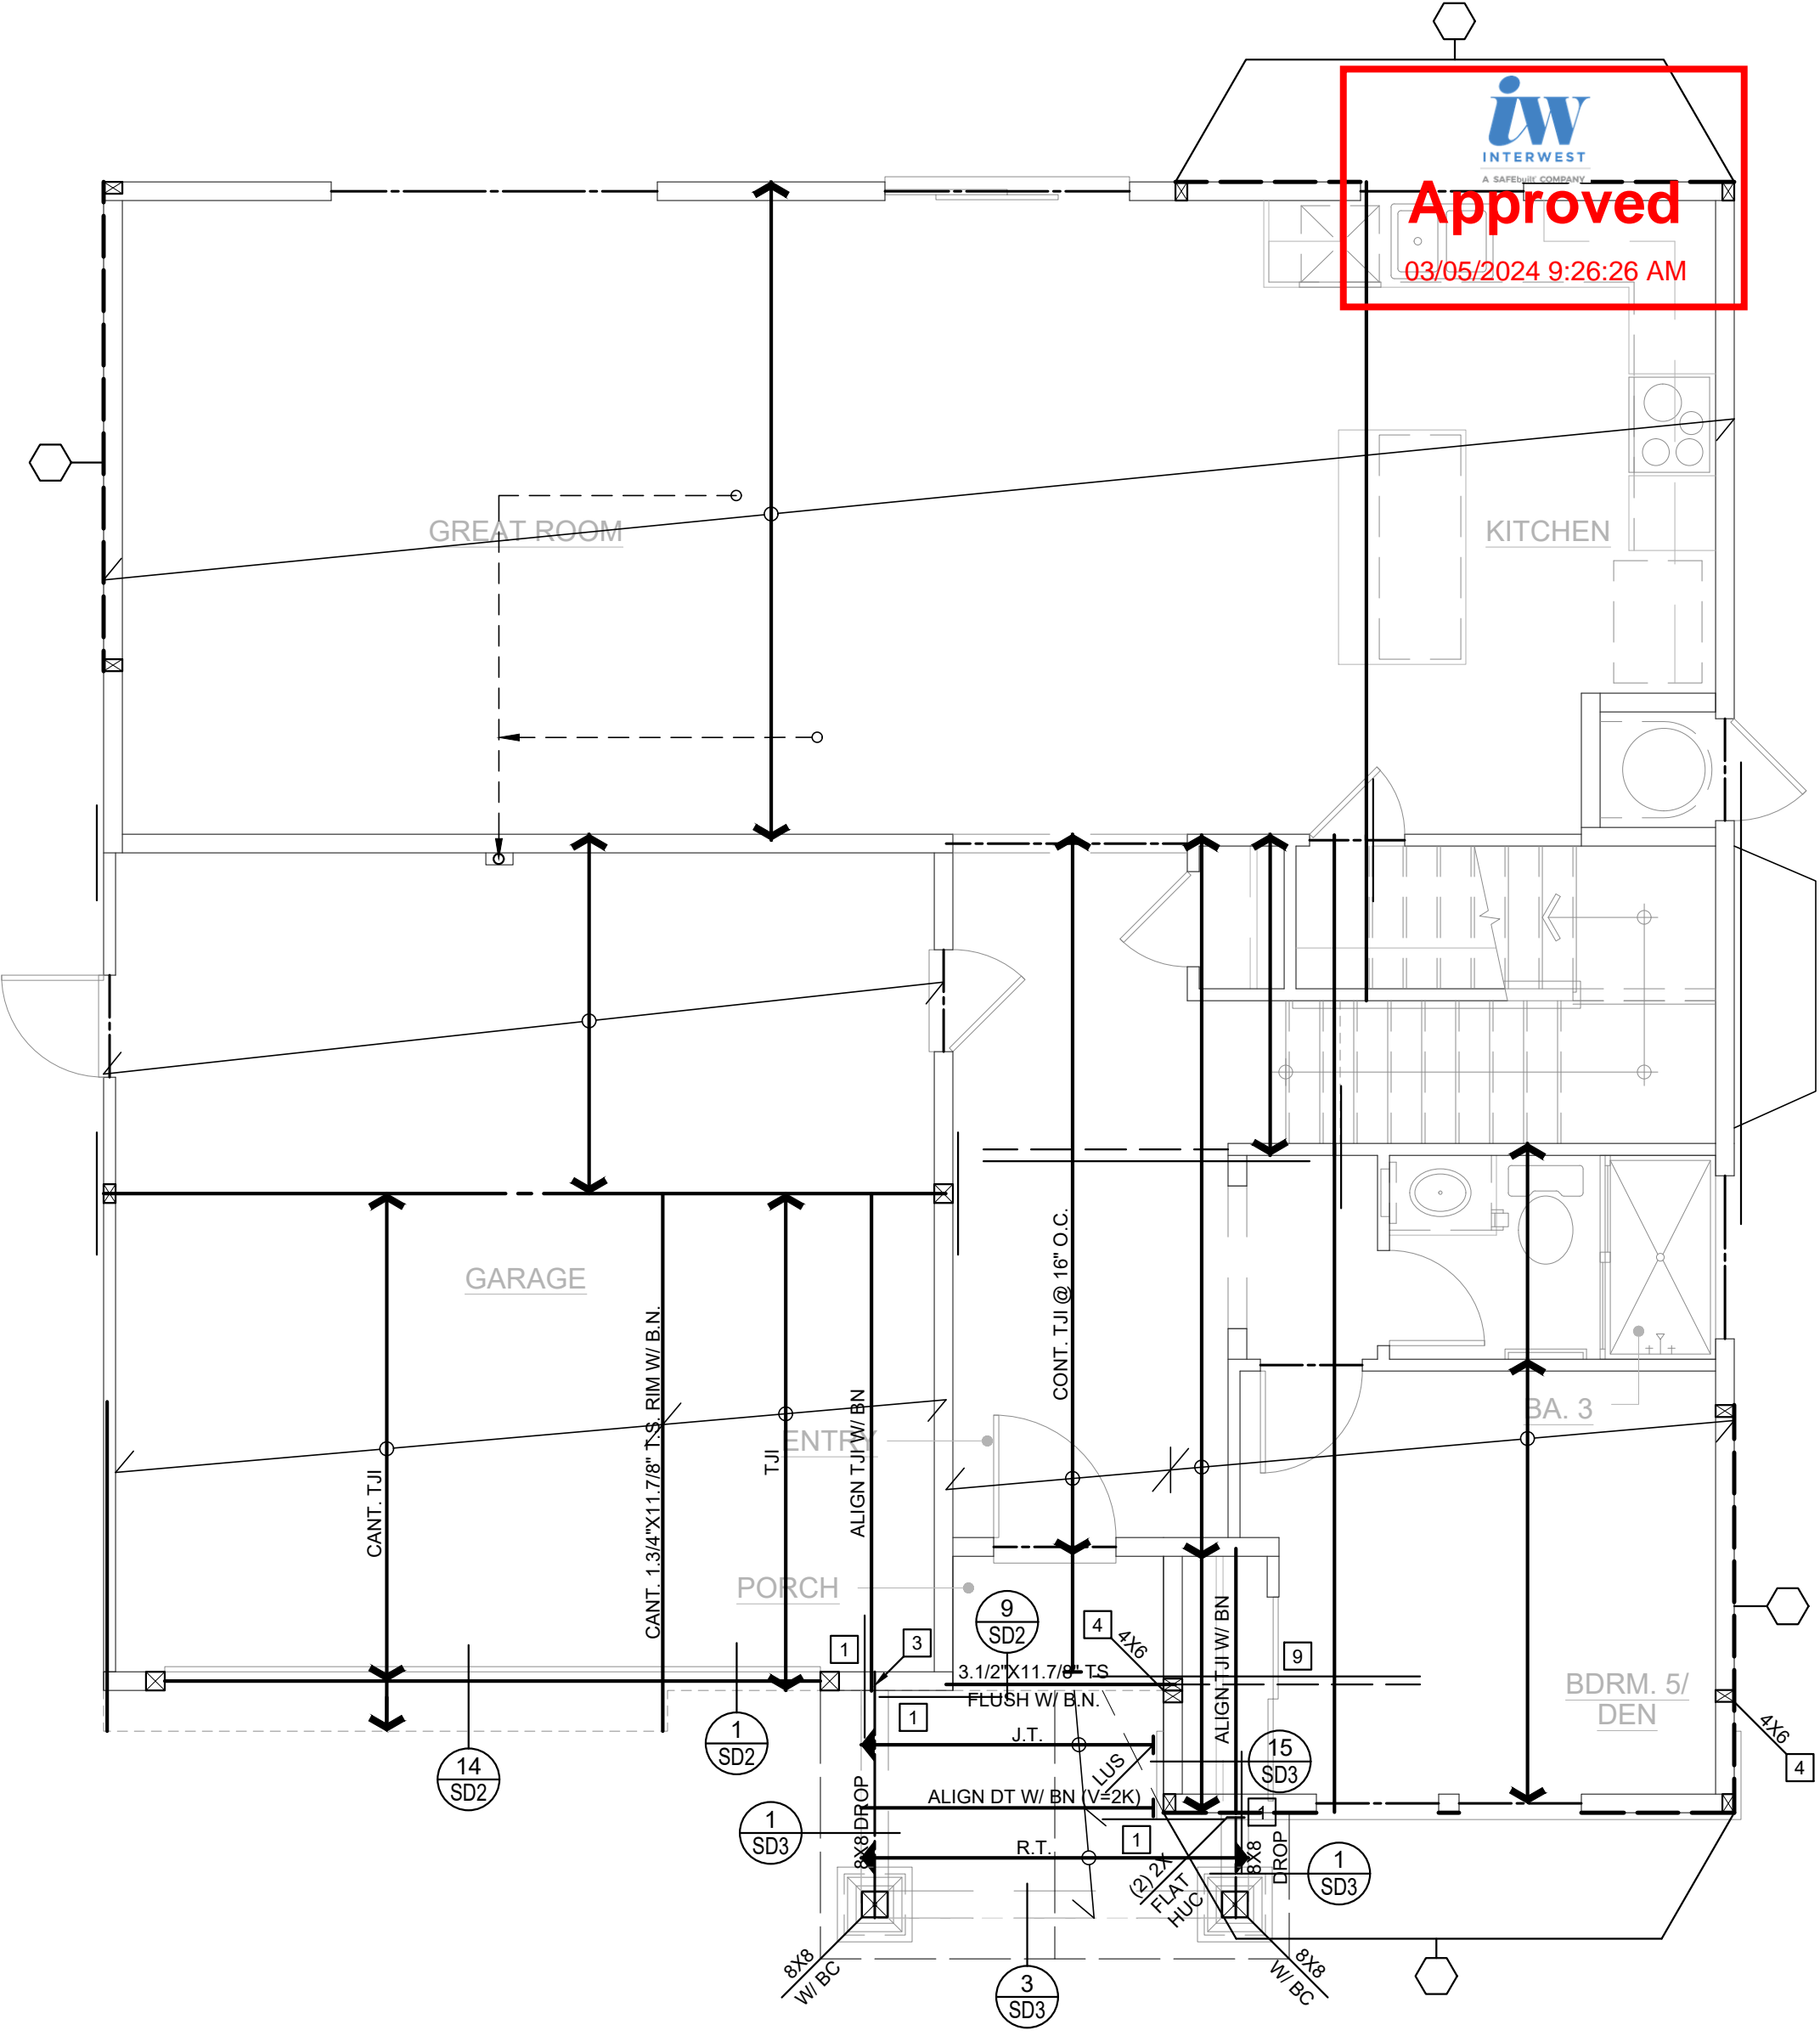 iw
INTERWEST
A SAFEbuilt COMPANY
Approved
03/05/2024 9:26:26 AM
GREAT ROOM
KITCHEN
GARAGE
CONT. TJI @ 16" O.C.
CANT. 1.3/4"X11.7/8" T.S. RIM W/ B.N.
ALIGN TJI W/ BN
TJI
CANT. TJI
ENTRY
BA. 3
PORCH
9
SD2
1
3
4
4X6
9
3.1/2"X11.7/8" TS
FLUSH W/ B.N.
ALIGN TJI W/ BN
BDRM. 5/
DEN
1
J.T.
LUS
1
SD2
14
SD2
15
SD3
4X6
4
ALIGN DT W/ BN (V=2K)
1
SD3
8X8 DROP
1
1
R.T.
8X8
DROP
1
SD3
(2) 2X
FLAT
HUC
8X8
W/ BC
3
SD3
8X8
W/ BC